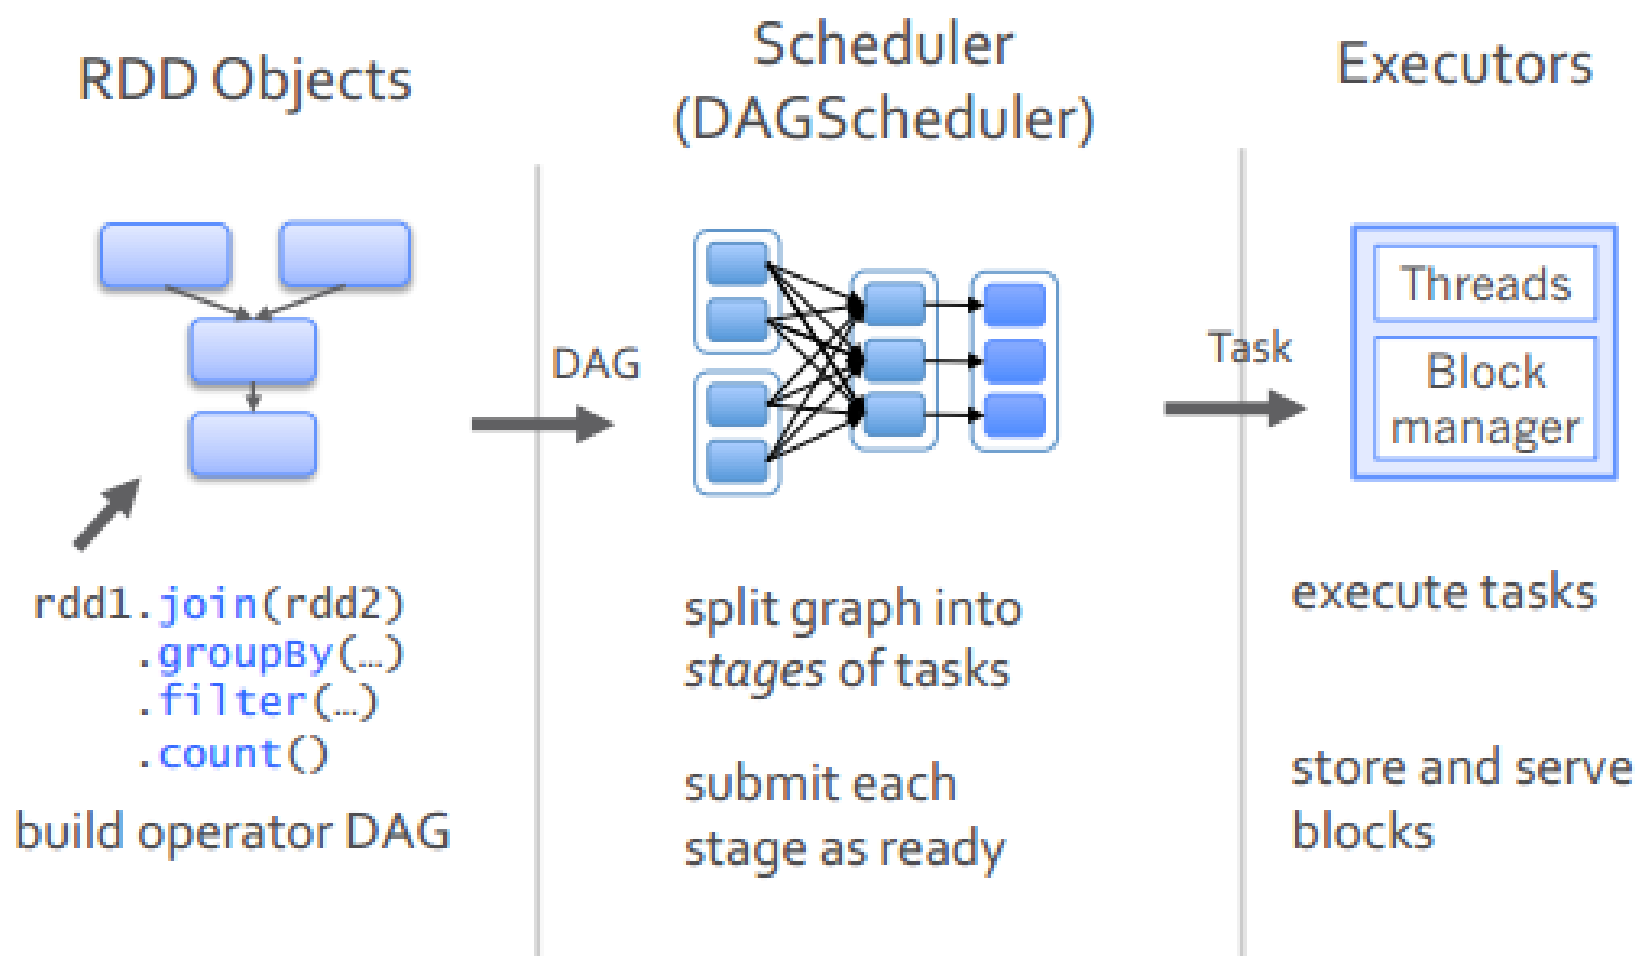 RDD Objects
rdd1.join(rdd2)
.groupBy(…)
.filter(…)
.count()
build operator DAG
DAG
Scheduler
(DAGScheduler)
split graph into
stages of tasks
submit each
stage as ready
Task
Executors
Threads
Block
manager
execute tasks
store and serve
blocks